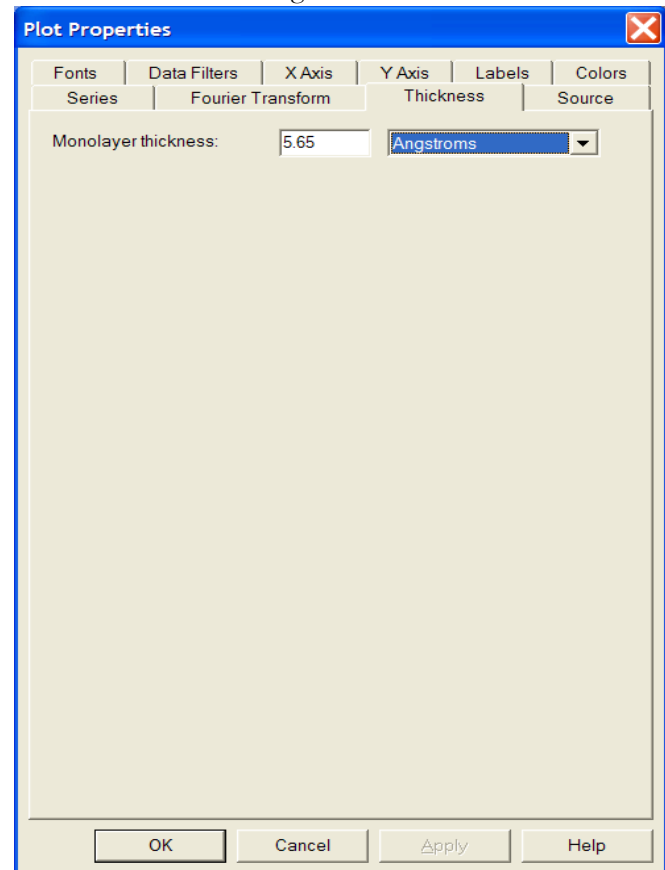 Plot Properties
Fonts Data Filters X Axis Y Axis Labels Colors
Series Fourier Transform Thickness Source
Monolayer thickness: 5.65 Angstroms
OK Cancel Apply Help